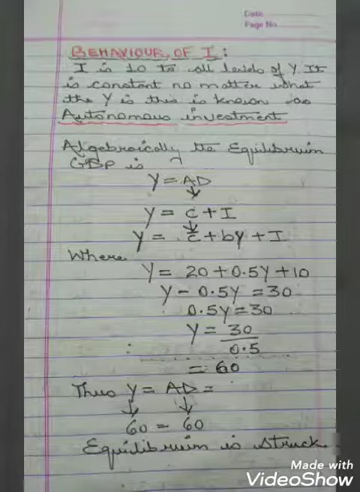 Date
Page No.
BEHAVIOUR OF I:
I is 10 to all levels of Y. It
is constant no matter what
the Y is this is known as
Autonomous investment
Algebraically the Equilibrium
GDP is
Y = AD
↓
Y = C + I
↓
Y = c̄ + bY + I
Where
Y = 20 + 0.5Y + 10
Y - 0.5Y = 30
0.5Y = 30
Y = 30
0.5
= 60
Thus Y = AD =
↓ ↓
60 = 60
Equilibrium is struck
Made with
VideoShow